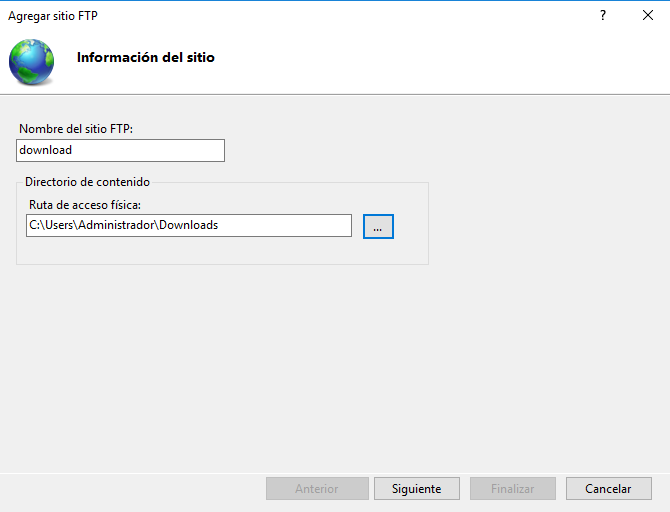 Agregar sitio FTP
?
Información del sitio
Nombre del sitio FTP:
download
Directorio de contenido
Ruta de acceso física:
C:\Users\Administrador\Downloads
...
Anterior
Siguiente
Finalizar
Cancelar